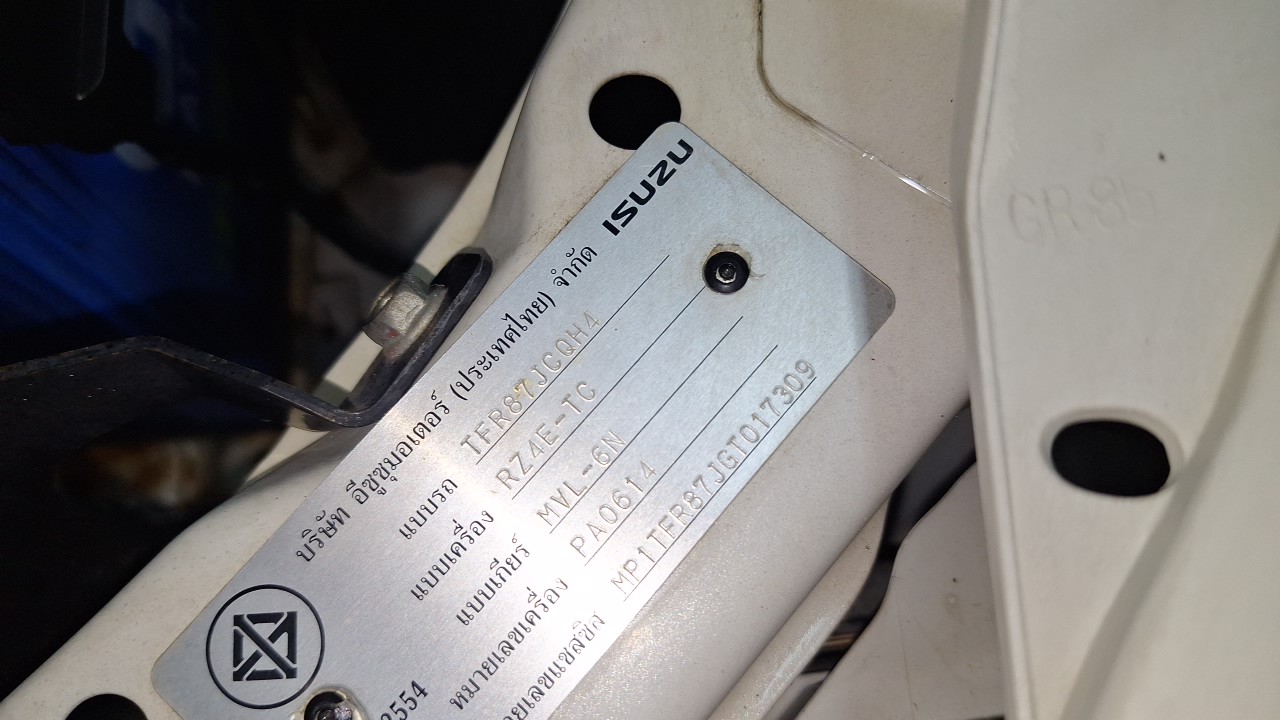 ISUZU
บริษัท อีซูซุมอเตอร์ (ประเทศไทย) จำกัด
แบบรถ TFR87JCQH4
แบบเครื่อง RZ4E-TC
แบบเกียร์ MVL-6N
หมายเลขเครื่อง PA0614
MP1TFR87JGT017309
2554
GR-8b